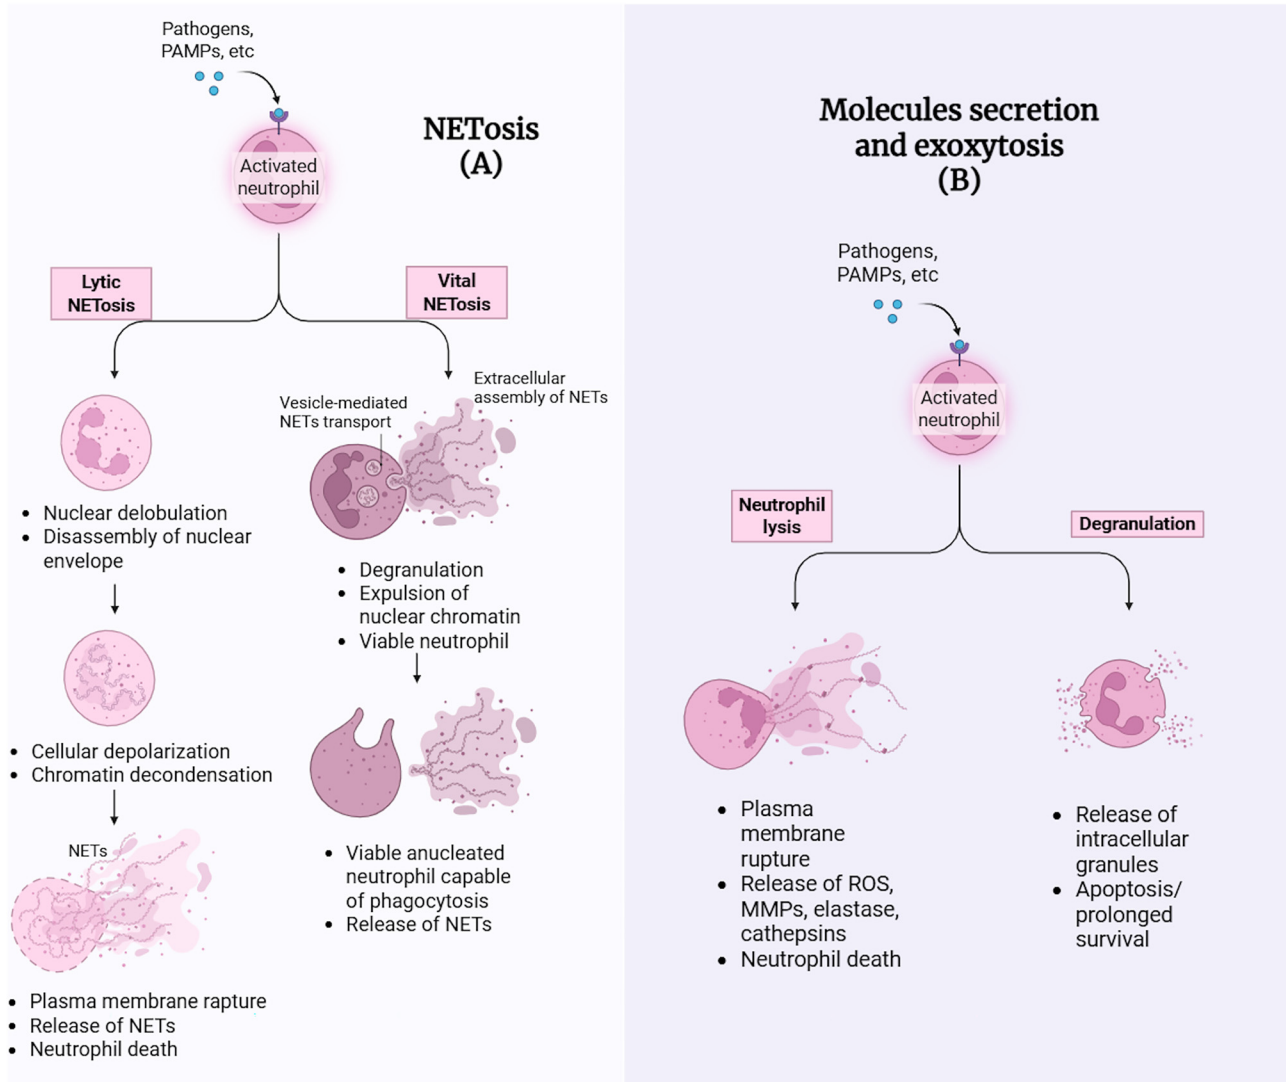 Pathogens,
PAMPs, etc
Activated
neutrophil
NETosis
(A)
Lytic
NETosis
Vital
NETosis
• Nuclear delobulation
• Disassembly of nuclear
envelope
• Cellular depolarization
• Chromatin decondensation
NETs
• Plasma membrane rapture
• Release of NETs
• Neutrophil death
Vesicle-mediated
NETs transport
Extracellular
assembly of NETs
• Degranulation
• Expulsion of
nuclear chromatin
• Viable neutrophil
• Viable anucleated
neutrophil capable
of phagocytosis
• Release of NETs
Molecules secretion
and exoxytosis
(B)
Pathogens,
PAMPs, etc
Activated
neutrophil
Neutrophil
lysis
Degranulation
• Plasma
membrane
rupture
• Release of ROS,
MMPs, elastase,
cathepsins
• Neutrophil death
• Release of
intracellular
granules
• Apoptosis/
prolonged
survival